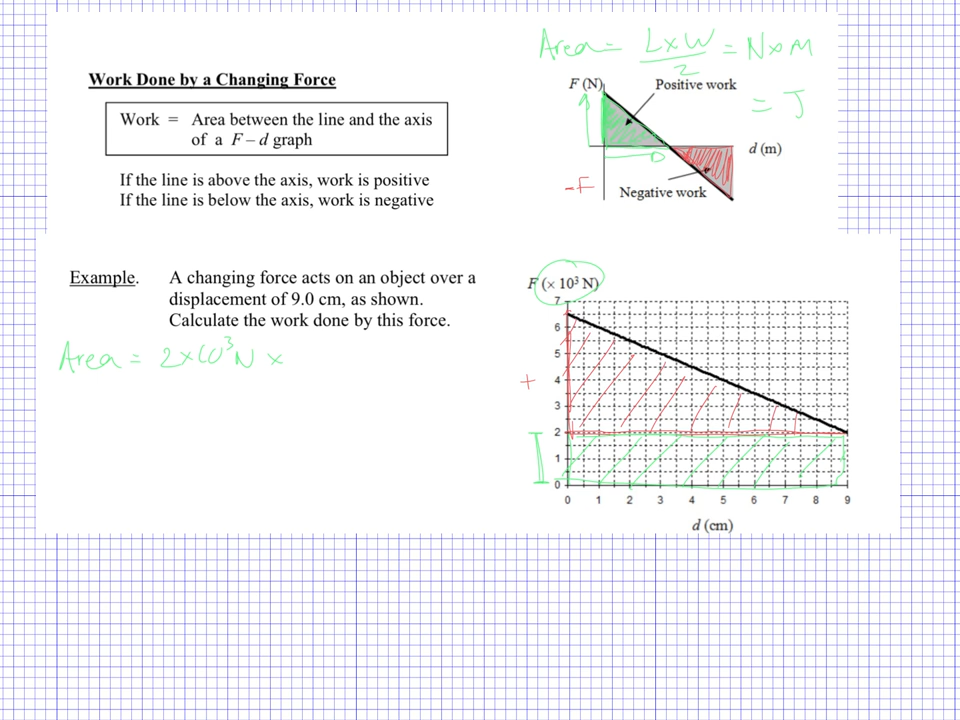 Area = L x W / 2 = N x M
= J
Work Done by a Changing Force
Work = Area between the line and the axis
of a F – d graph
If the line is above the axis, work is positive
If the line is below the axis, work is negative
F (N)
Positive work
d (m)
D
-F
Negative work
Example. A changing force acts on an object over a
displacement of 9.0 cm, as shown.
Calculate the work done by this force.
Area = 2 x 10³ N x
F (× 10³ N)
7
6
5
4
3
2
1
0
+
0 1 2 3 4 5 6 7 8 9
d (cm)